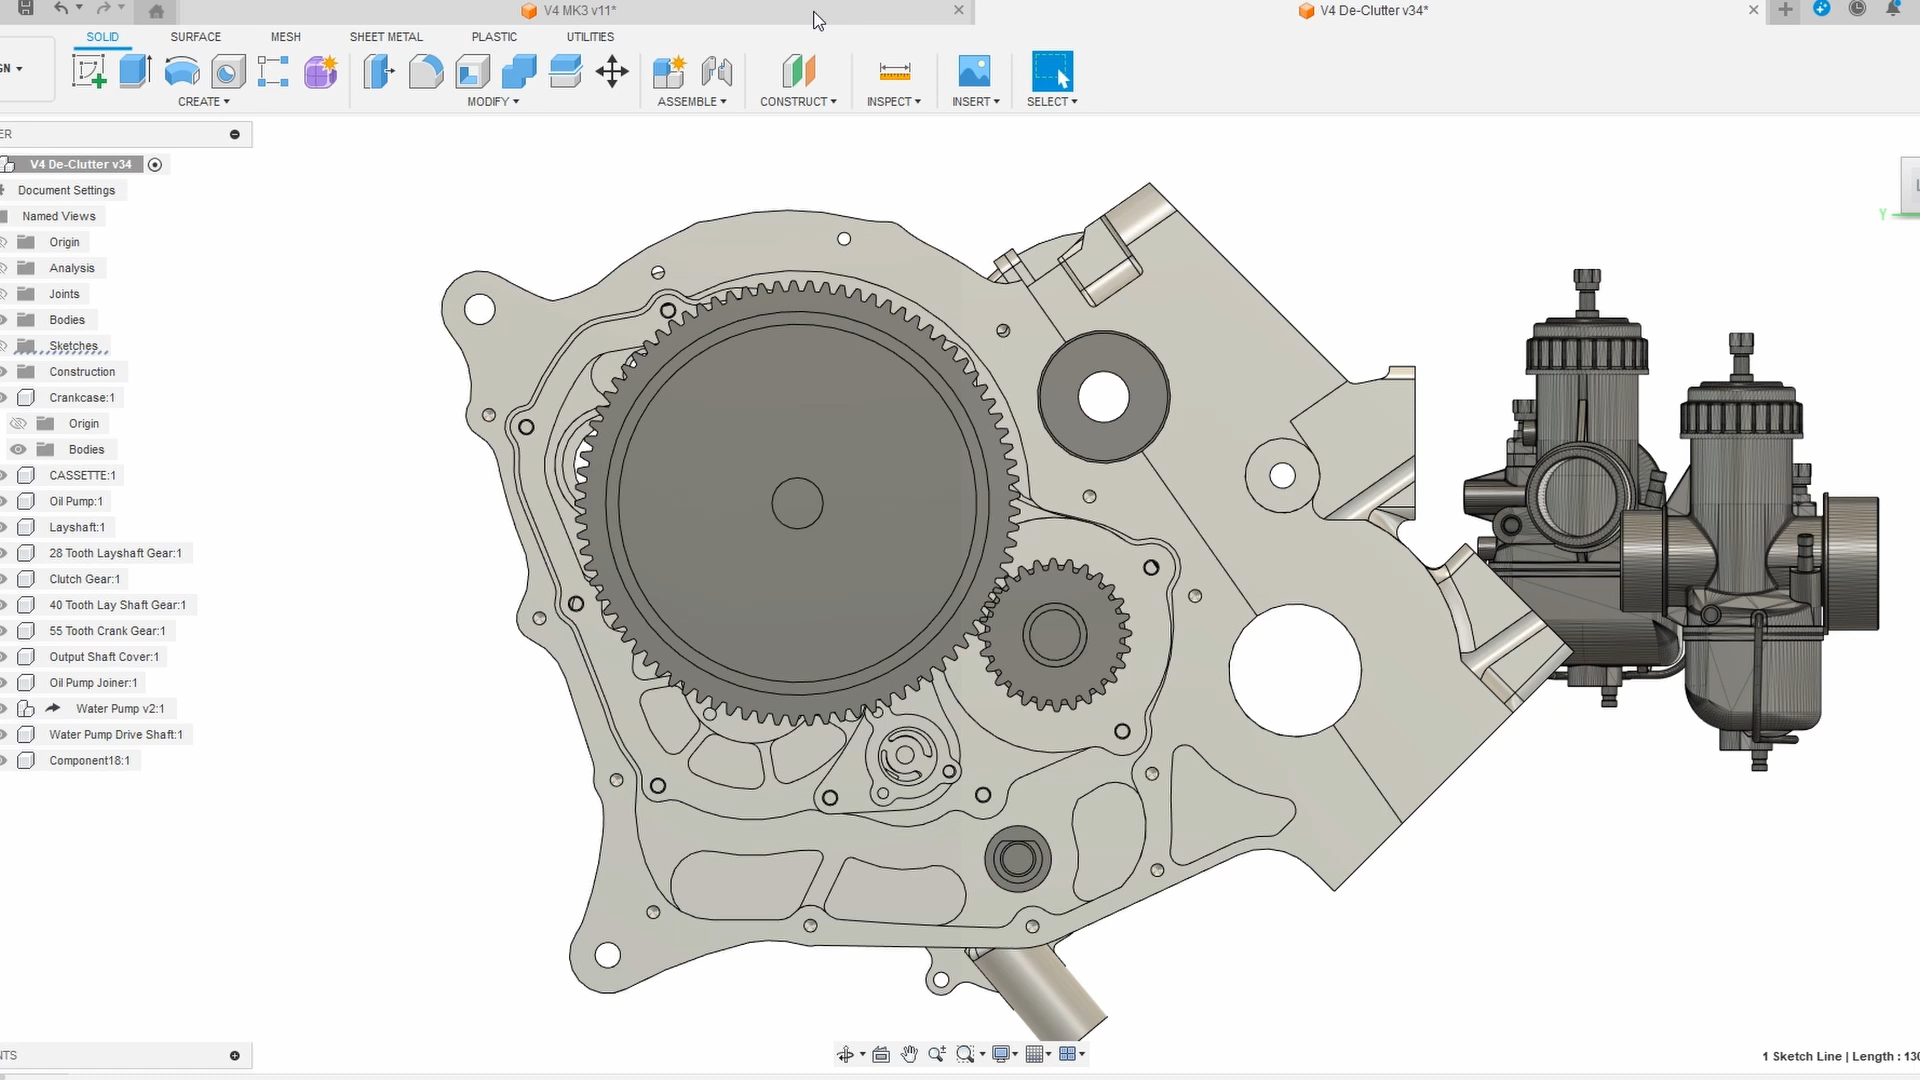 V4 MK3 v11*
V4 De-Clutter v34*
SOLID SURFACE MESH SHEET METAL PLASTIC UTILITIES
GN
CREATE MODIFY ASSEMBLE CONSTRUCT INSPECT INSERT SELECT
ER
V4 De-Clutter v34
Document Settings
Named Views
Origin
Analysis
Joints
Bodies
Sketches
Construction
Crankcase:1
Origin
Bodies
CASSETTE:1
Oil Pump:1
Layshaft:1
28 Tooth Layshaft Gear:1
Clutch Gear:1
40 Tooth Lay Shaft Gear:1
55 Tooth Crank Gear:1
Output Shaft Cover:1
Oil Pump Joiner:1
Water Pump v2:1
Water Pump Drive Shaft:1
Component18:1
Y
NTS
1 Sketch Line | Length : 130